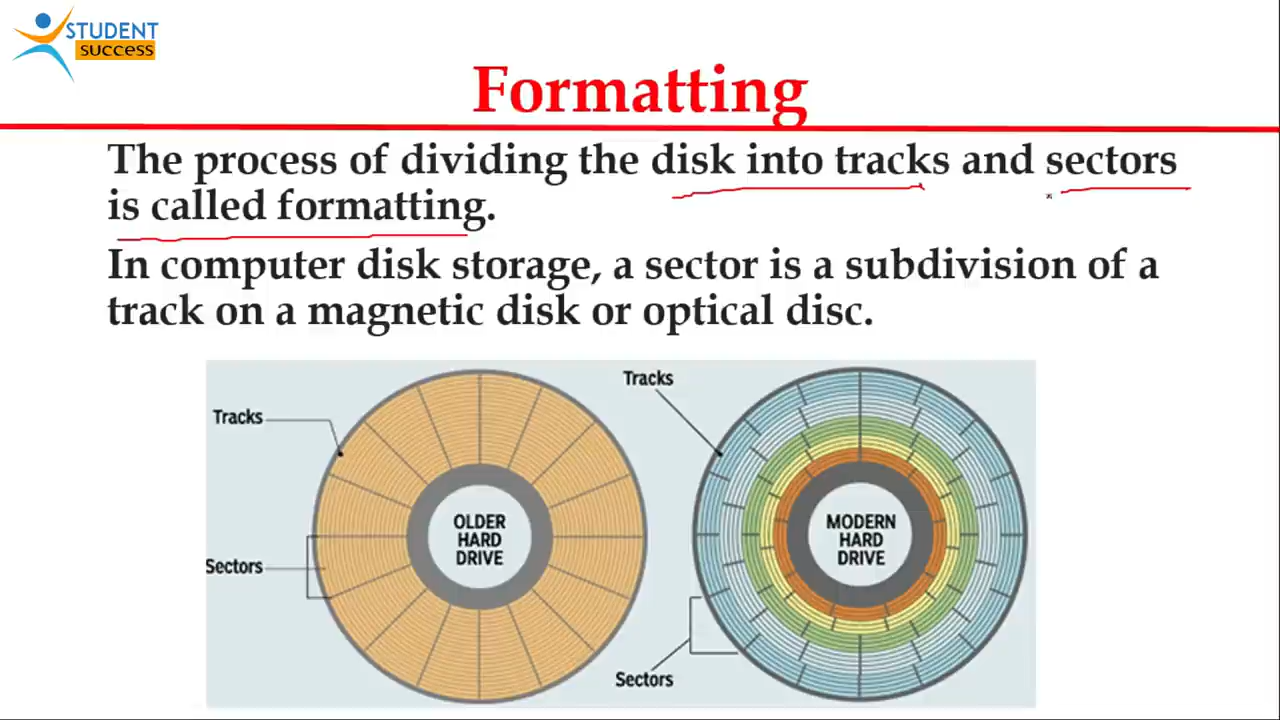 STUDENT
success
Formatting
The process of dividing the disk into tracks and sectors
is called formatting.
In computer disk storage, a sector is a subdivision of a
track on a magnetic disk or optical disc.
Tracks
Sectors
OLDER
HARD
DRIVE
Tracks
Sectors
MODERN
HARD
DRIVE